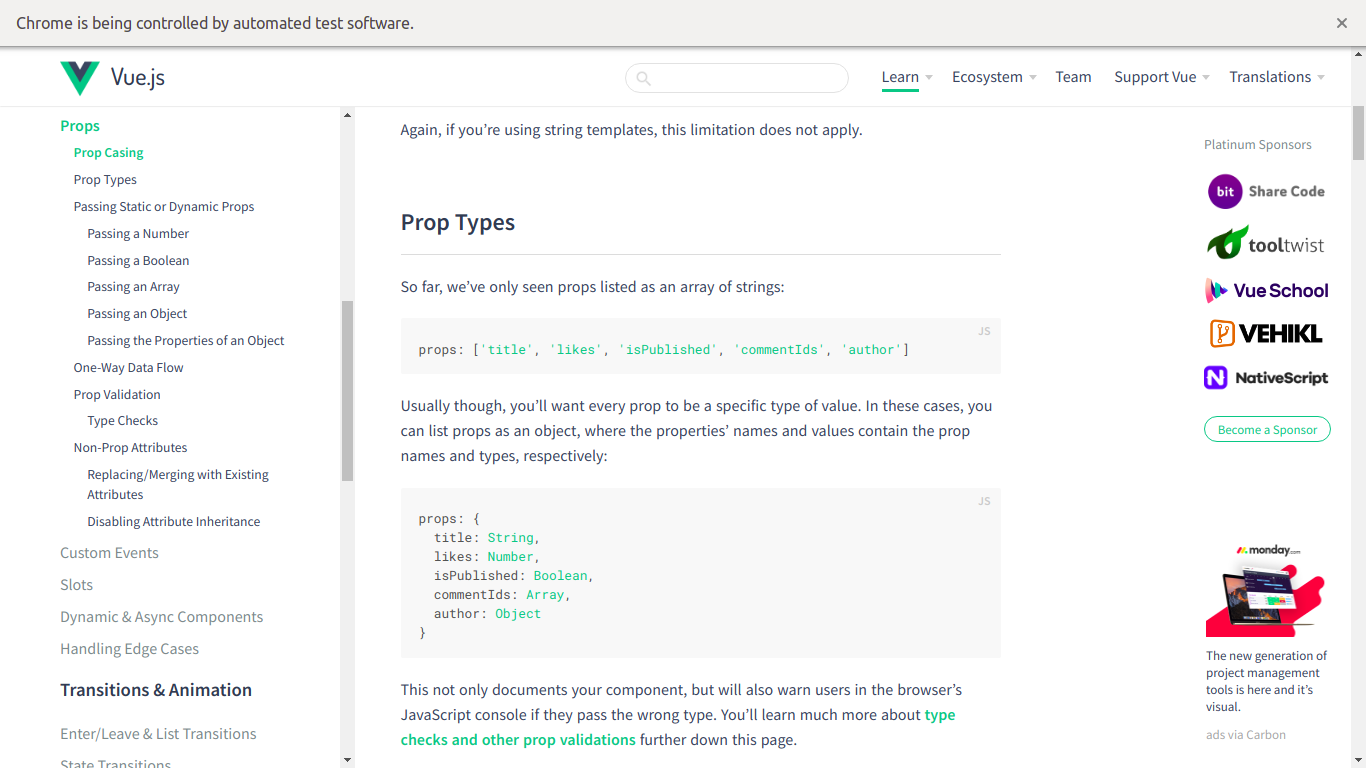 Chrome is being controlled by automated test software.
Vue.js
Learn
Ecosystem
Team
Support Vue
Translations
Props
Prop Casing
Prop Types
Passing Static or Dynamic Props
Passing a Number
Passing a Boolean
Passing an Array
Passing an Object
Passing the Properties of an Object
One-Way Data Flow
Prop Validation
Type Checks
Non-Prop Attributes
Replacing/Merging with Existing
Attributes
Disabling Attribute Inheritance
Custom Events
Slots
Dynamic & Async Components
Handling Edge Cases
Transitions & Animation
Enter/Leave & List Transitions
State Transitions
Again, if you’re using string templates, this limitation does not apply.
Prop Types
So far, we’ve only seen props listed as an array of strings:
JS
props: ['title', 'likes', 'isPublished', 'commentIds', 'author']
Usually though, you’ll want every prop to be a specific type of value. In these cases, you
can list props as an object, where the properties’ names and values contain the prop
names and types, respectively:
JS
props: {
  title: String,
  likes: Number,
  isPublished: Boolean,
  commentIds: Array,
  author: Object
}
This not only documents your component, but will also warn users in the browser’s
JavaScript console if they pass the wrong type. You’ll learn much more about type
checks and other prop validations further down this page.
Platinum Sponsors
bit Share Code
tooltwist
Vue School
VEHIKL
N NativeScript
Become a Sponsor
monday.com
The new generation of
project management
tools is here and it’s
visual.
ads via Carbon